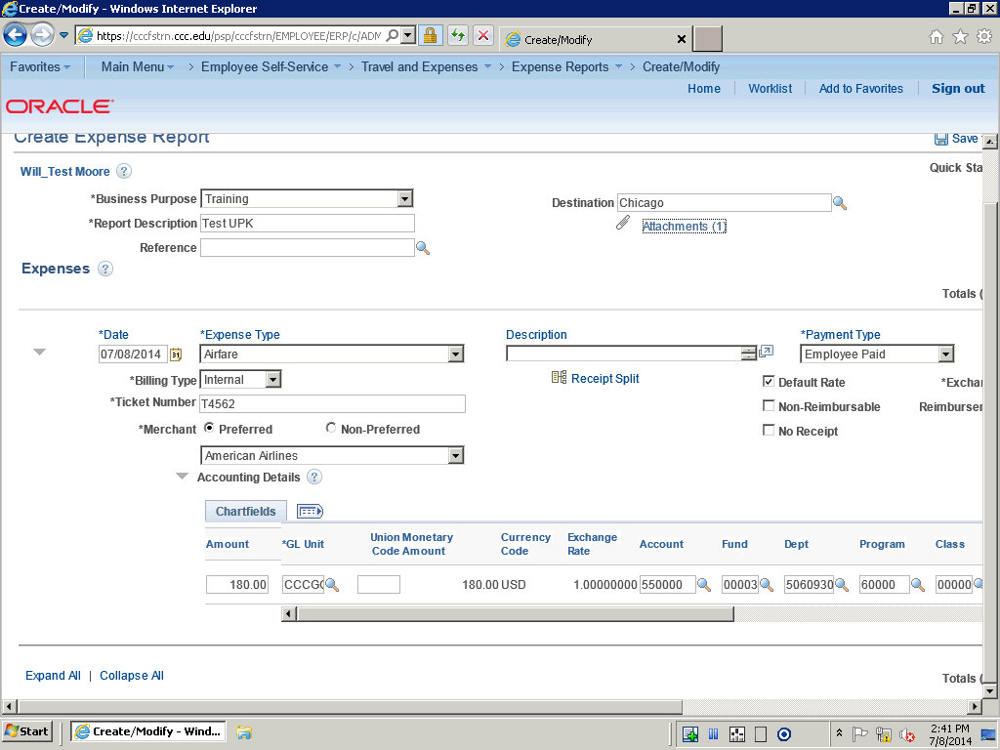 Create/Modify - Windows Internet Explorer
https://cccfstrn.ccc.edu/psp/cccfstrn/EMPLOYEE/ERP/c/ADM
Create/Modify
Favorites Main Menu > Employee Self-Service > Travel and Expenses > Expense Reports > Create/Modify
Home Worklist Add to Favorites Sign out
ORACLE
Create Expense Report Save
Will_Test Moore ? Quick Sta
*Business Purpose Training Destination Chicago
*Report Description Test UPK Attachments (1)
Reference
Expenses ?
Totals (
*Date *Expense Type Description *Payment Type
07/08/2014 31 Airfare Employee Paid
*Billing Type Internal Receipt Split Default Rate *Exchan
*Ticket Number T4562 Non-Reimbursable Reimbursem
*Merchant Preferred Non-Preferred No Receipt
American Airlines
Accounting Details ?
Chartfields
Amount *GL Unit Union Monetary Code Amount Currency Code Exchange Rate Account Fund Dept Program Class
180.00 CCCGO 180.00 USD 1.00000000 550000 00003 5060930 60000 00000
Expand All | Collapse All
Totals (
Start Create/Modify - Wind... 2:41 PM
7/8/2014